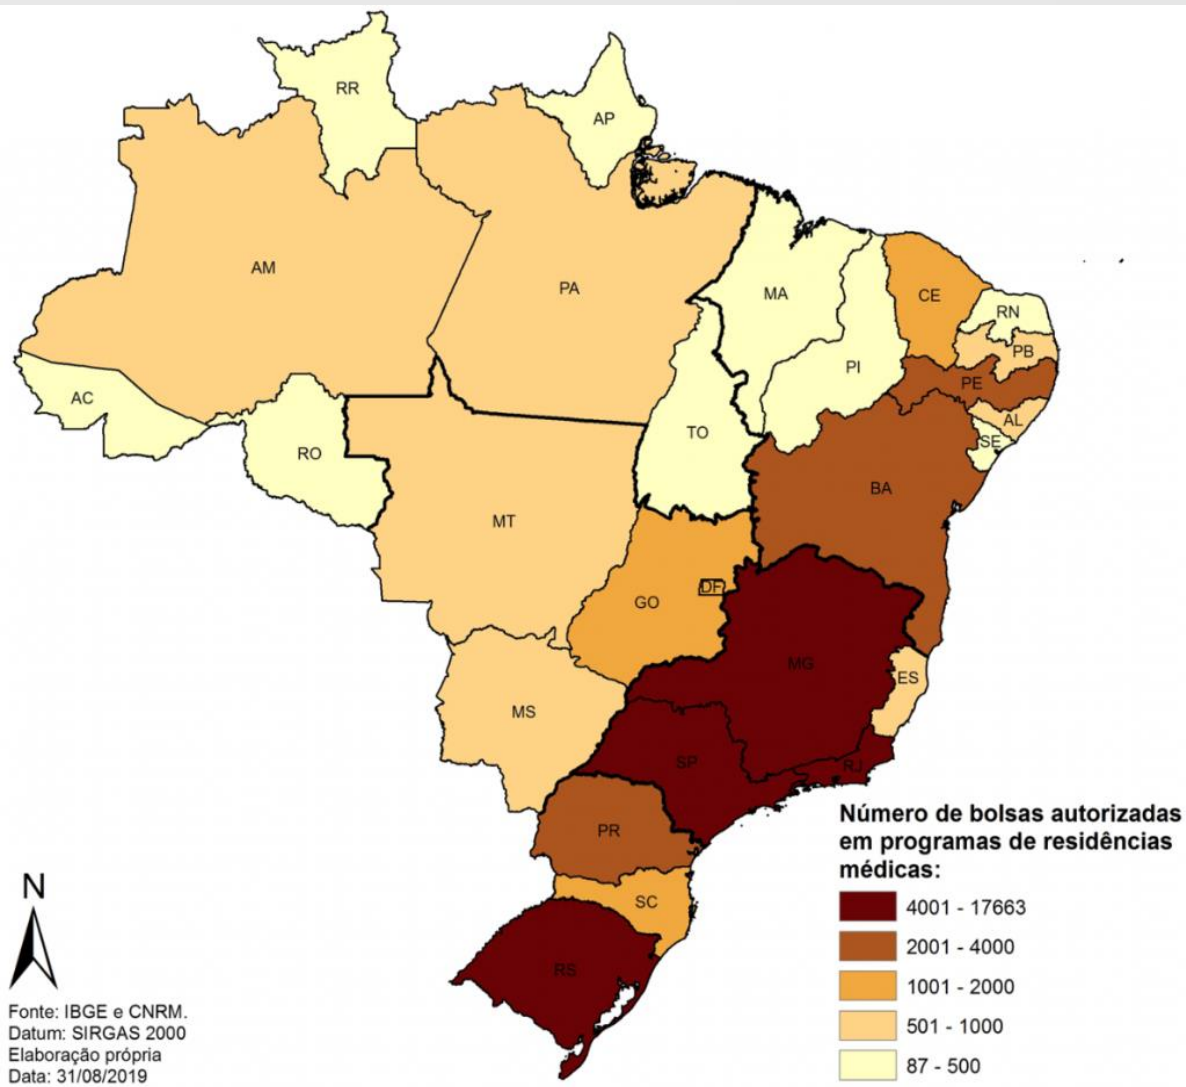 RR
AP
AM
PA
MA
CE
RN
PB
PI
PE
AC
AL
TO
SE
RO
BA
MT
DF
GO
MG
ES
MS
SP
RJ
PR
SC
RS
Número de bolsas autorizadas
em programas de residências
médicas:
4001 - 17663
2001 - 4000
1001 - 2000
501 - 1000
87 - 500
N
Fonte: IBGE e CNRM.
Datum: SIRGAS 2000
Elaboração própria
Data: 31/08/2019